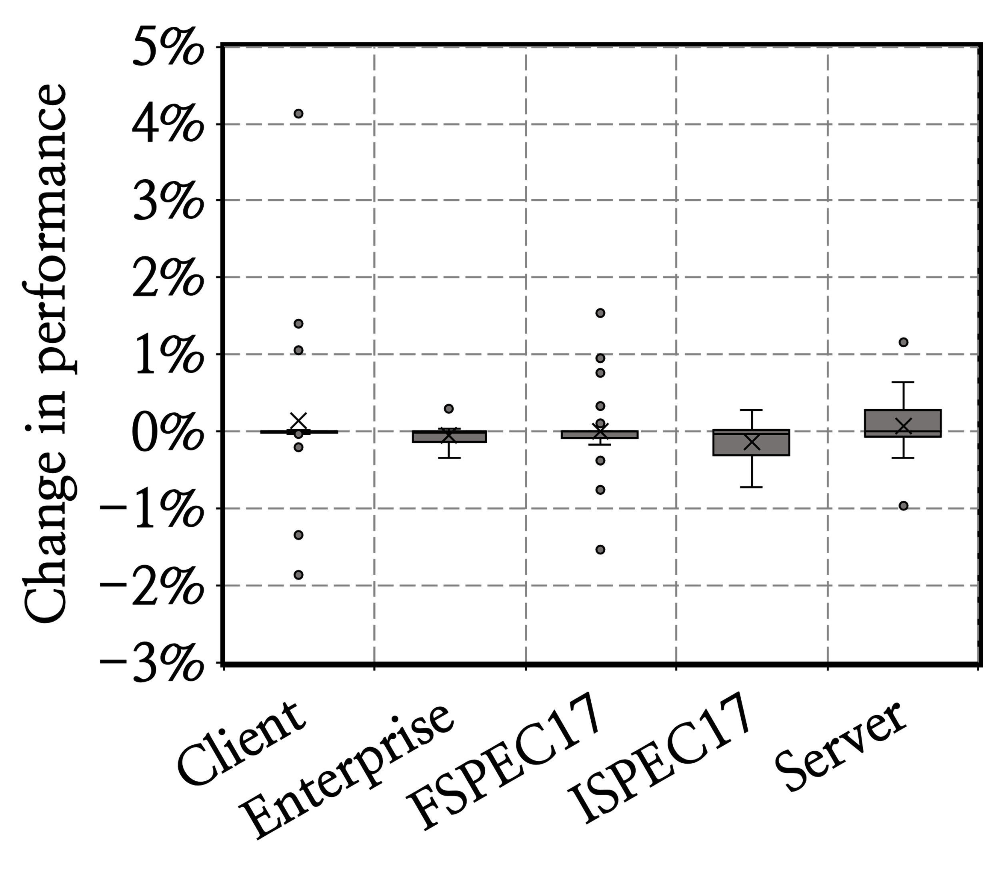 Change in performance
5%
4%
3%
2%
1%
0%
−1%
−2%
−3%
Client
Enterprise
FSPEC17
ISPEC17
Server